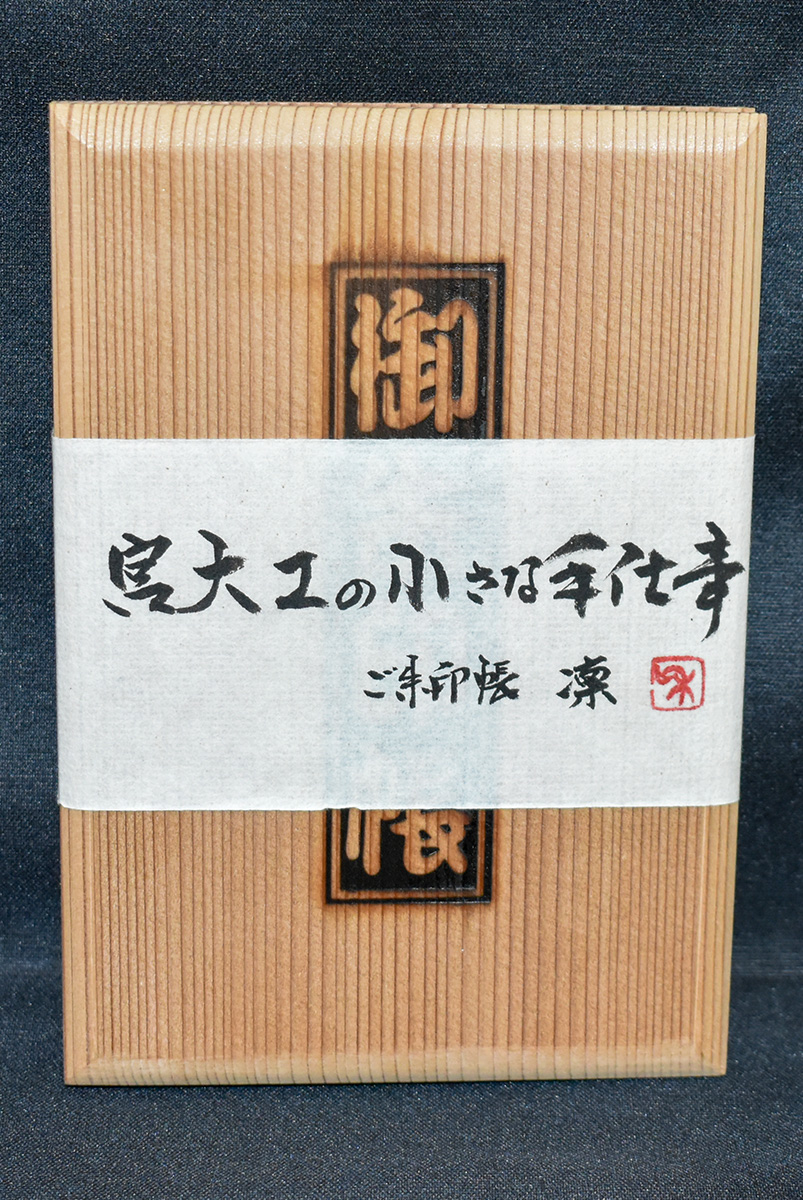 御
宮大工の小さな手仕事
ご朱印帳 凛
帳